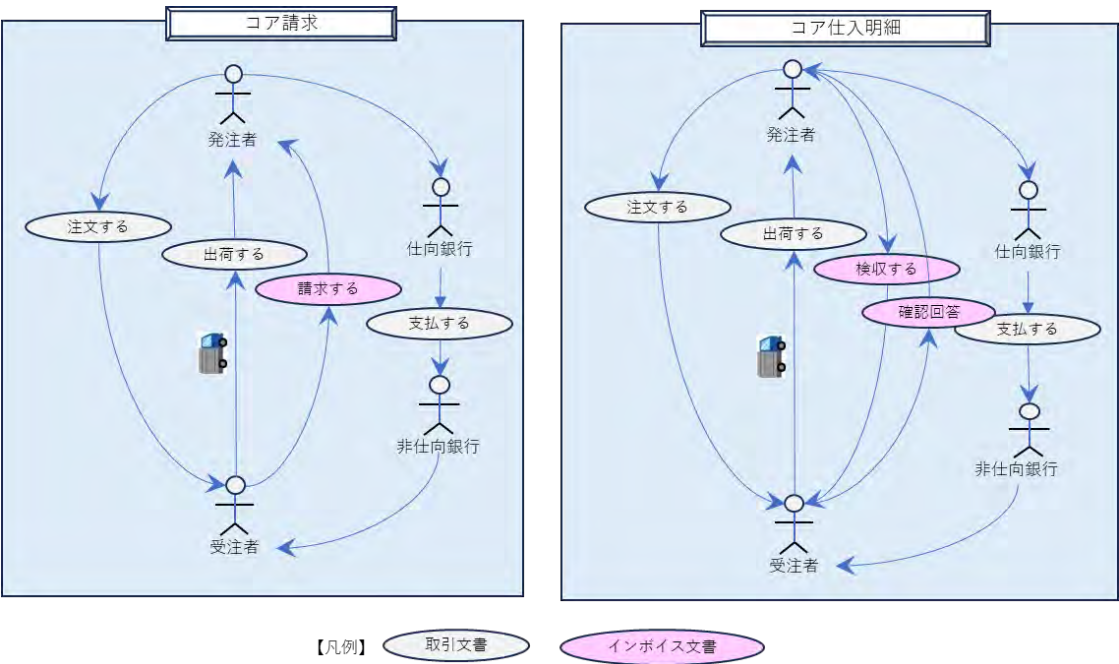 コア請求
発注者
仕向銀行
注文する
出荷する
請求する
支払する
非仕向銀行
受注者
コア仕入明細
発注者
注文する
出荷する
仕向銀行
検収する
確認回答
支払する
非仕向銀行
受注者
【凡例】 取引文書 インボイス文書